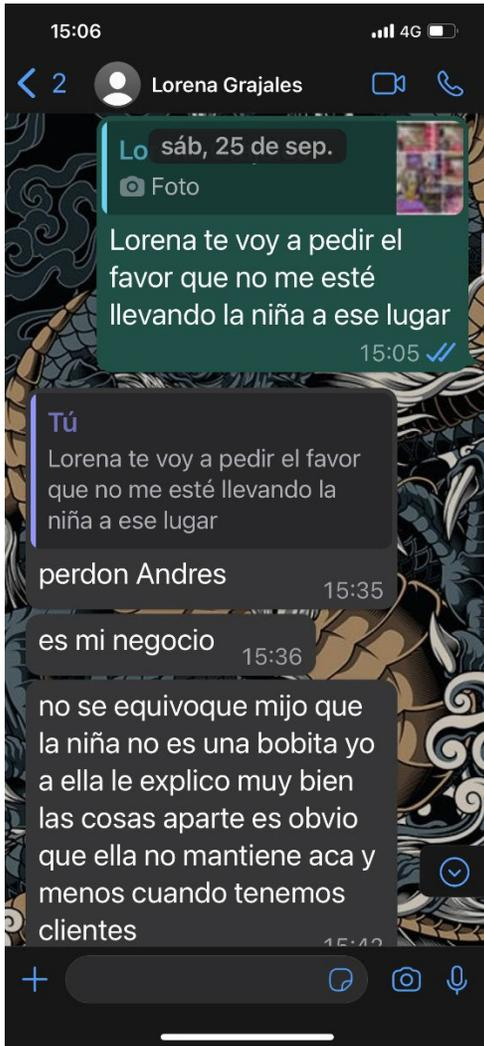 15:06
4G
2
Lorena Grajales
Lo
sáb, 25 de sep.
Foto
Lorena te voy a pedir el
favor que no me esté
llevando la niña a ese lugar
15:05
Tú
Lorena te voy a pedir el favor
que no me esté llevando la
niña a ese lugar
perdon Andres
15:35
es mi negocio
15:36
no se equivoque mijo que
la niña no es una bobita yo
a ella le explico muy bien
las cosas aparte es obvio
que ella no mantiene aca y
menos cuando tenemos
clientes
15:42